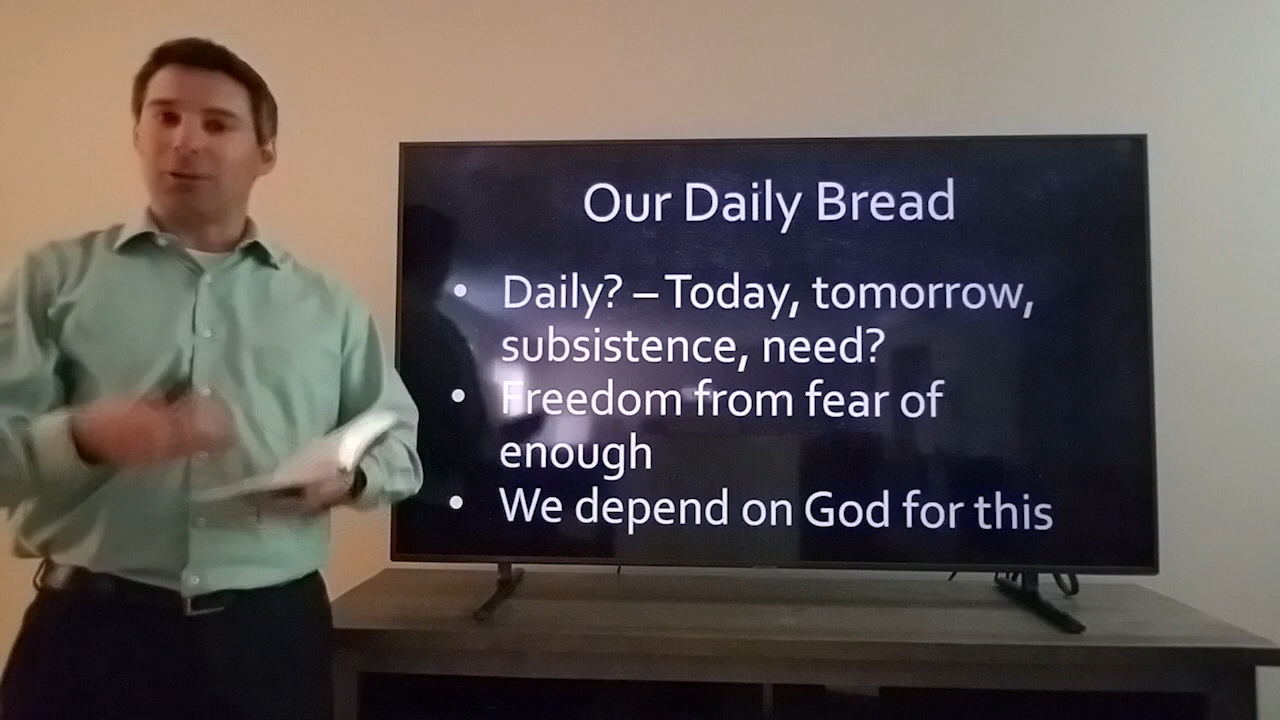 Our Daily Bread
• Daily? – Today, tomorrow,
subsistence, need?
• Freedom from fear of
enough
• We depend on God for this